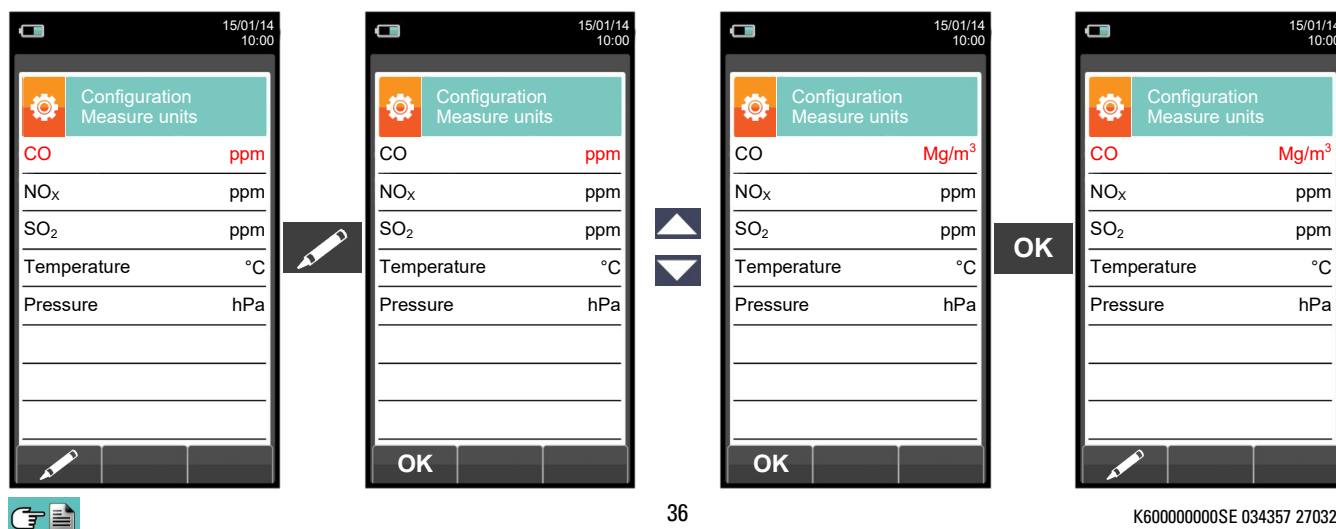 15/01/14
10:00
Configuration
Measure units
CO ppm
NOX ppm
SO2 ppm
Temperature °C
Pressure hPa
15/01/14
10:00
Configuration
Measure units
CO ppm
NOX ppm
SO2 ppm
Temperature °C
Pressure hPa
OK
15/01/14
10:00
Configuration
Measure units
CO Mg/m³
NOX ppm
SO2 ppm
Temperature °C
Pressure hPa
OK
OK
15/01/14
10:00
Configuration
Measure units
CO Mg/m³
NOX ppm
SO2 ppm
Temperature °C
Pressure hPa
36
K600000000SE 034357 27032